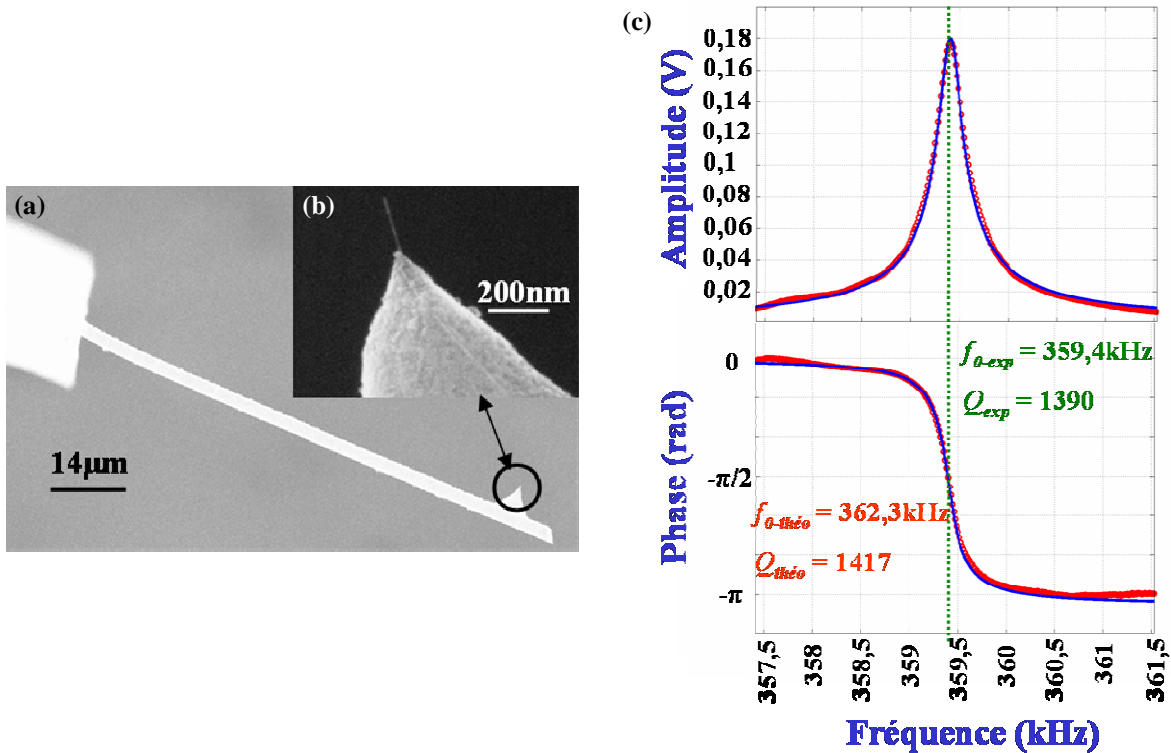 (a)
(b)
200nm
14µm
(c)
Amplitude (V)
0,18
0,16
0,14
0,12
0,1
0,08
0,06
0,04
0,02
Phase (rad)
0
-π/2
-π
f0-exp = 359,4kHz
Qexp = 1390
f0-théo = 362,3kHz
Qthéo = 1417
357,5
358
358,5
359
359,5
360
360,5
361
361,5
Fréquence (kHz)